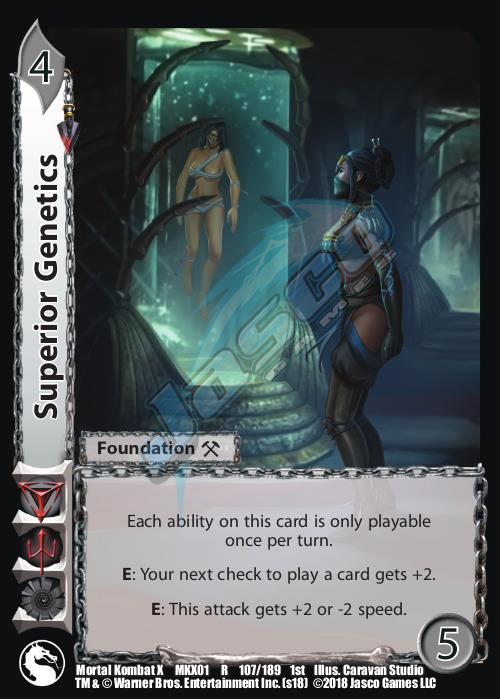 4
Superior Genetics
JASCO
GAMES
Foundation
Each ability on this card is only playable
once per turn.
E: Your next check to play a card gets +2.
E: This attack gets +2 or -2 speed.
5
Mortal Kombat X MKX01 R 107/189 1st Illus. Caravan Studio
TM & © Warner Bros. Entertainment Inc. (s18) ©2018 Jasco Games LLC